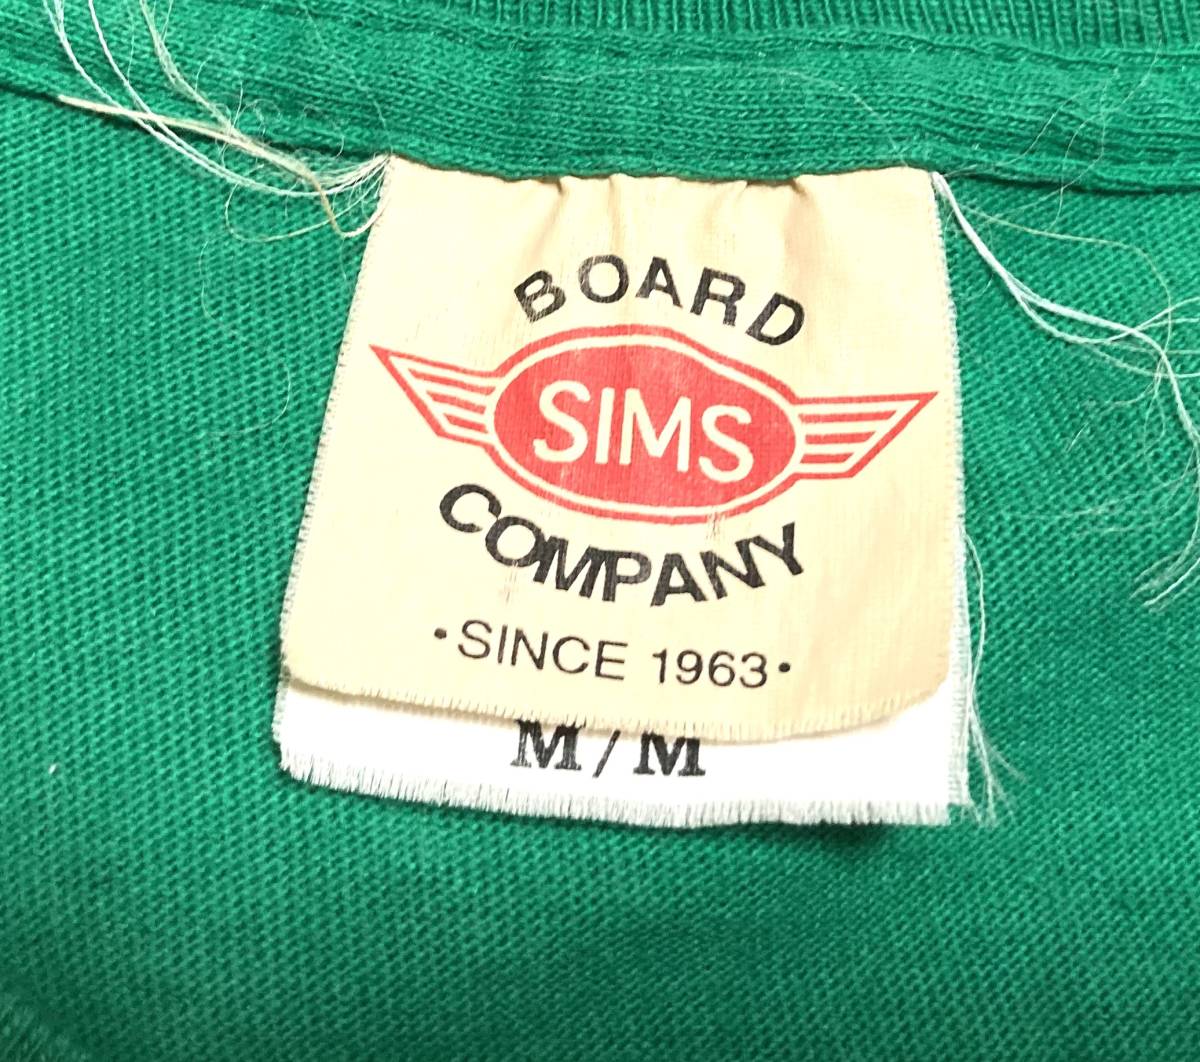 BOARD
SIMS
COMPANY
•SINCE 1963•
M/M